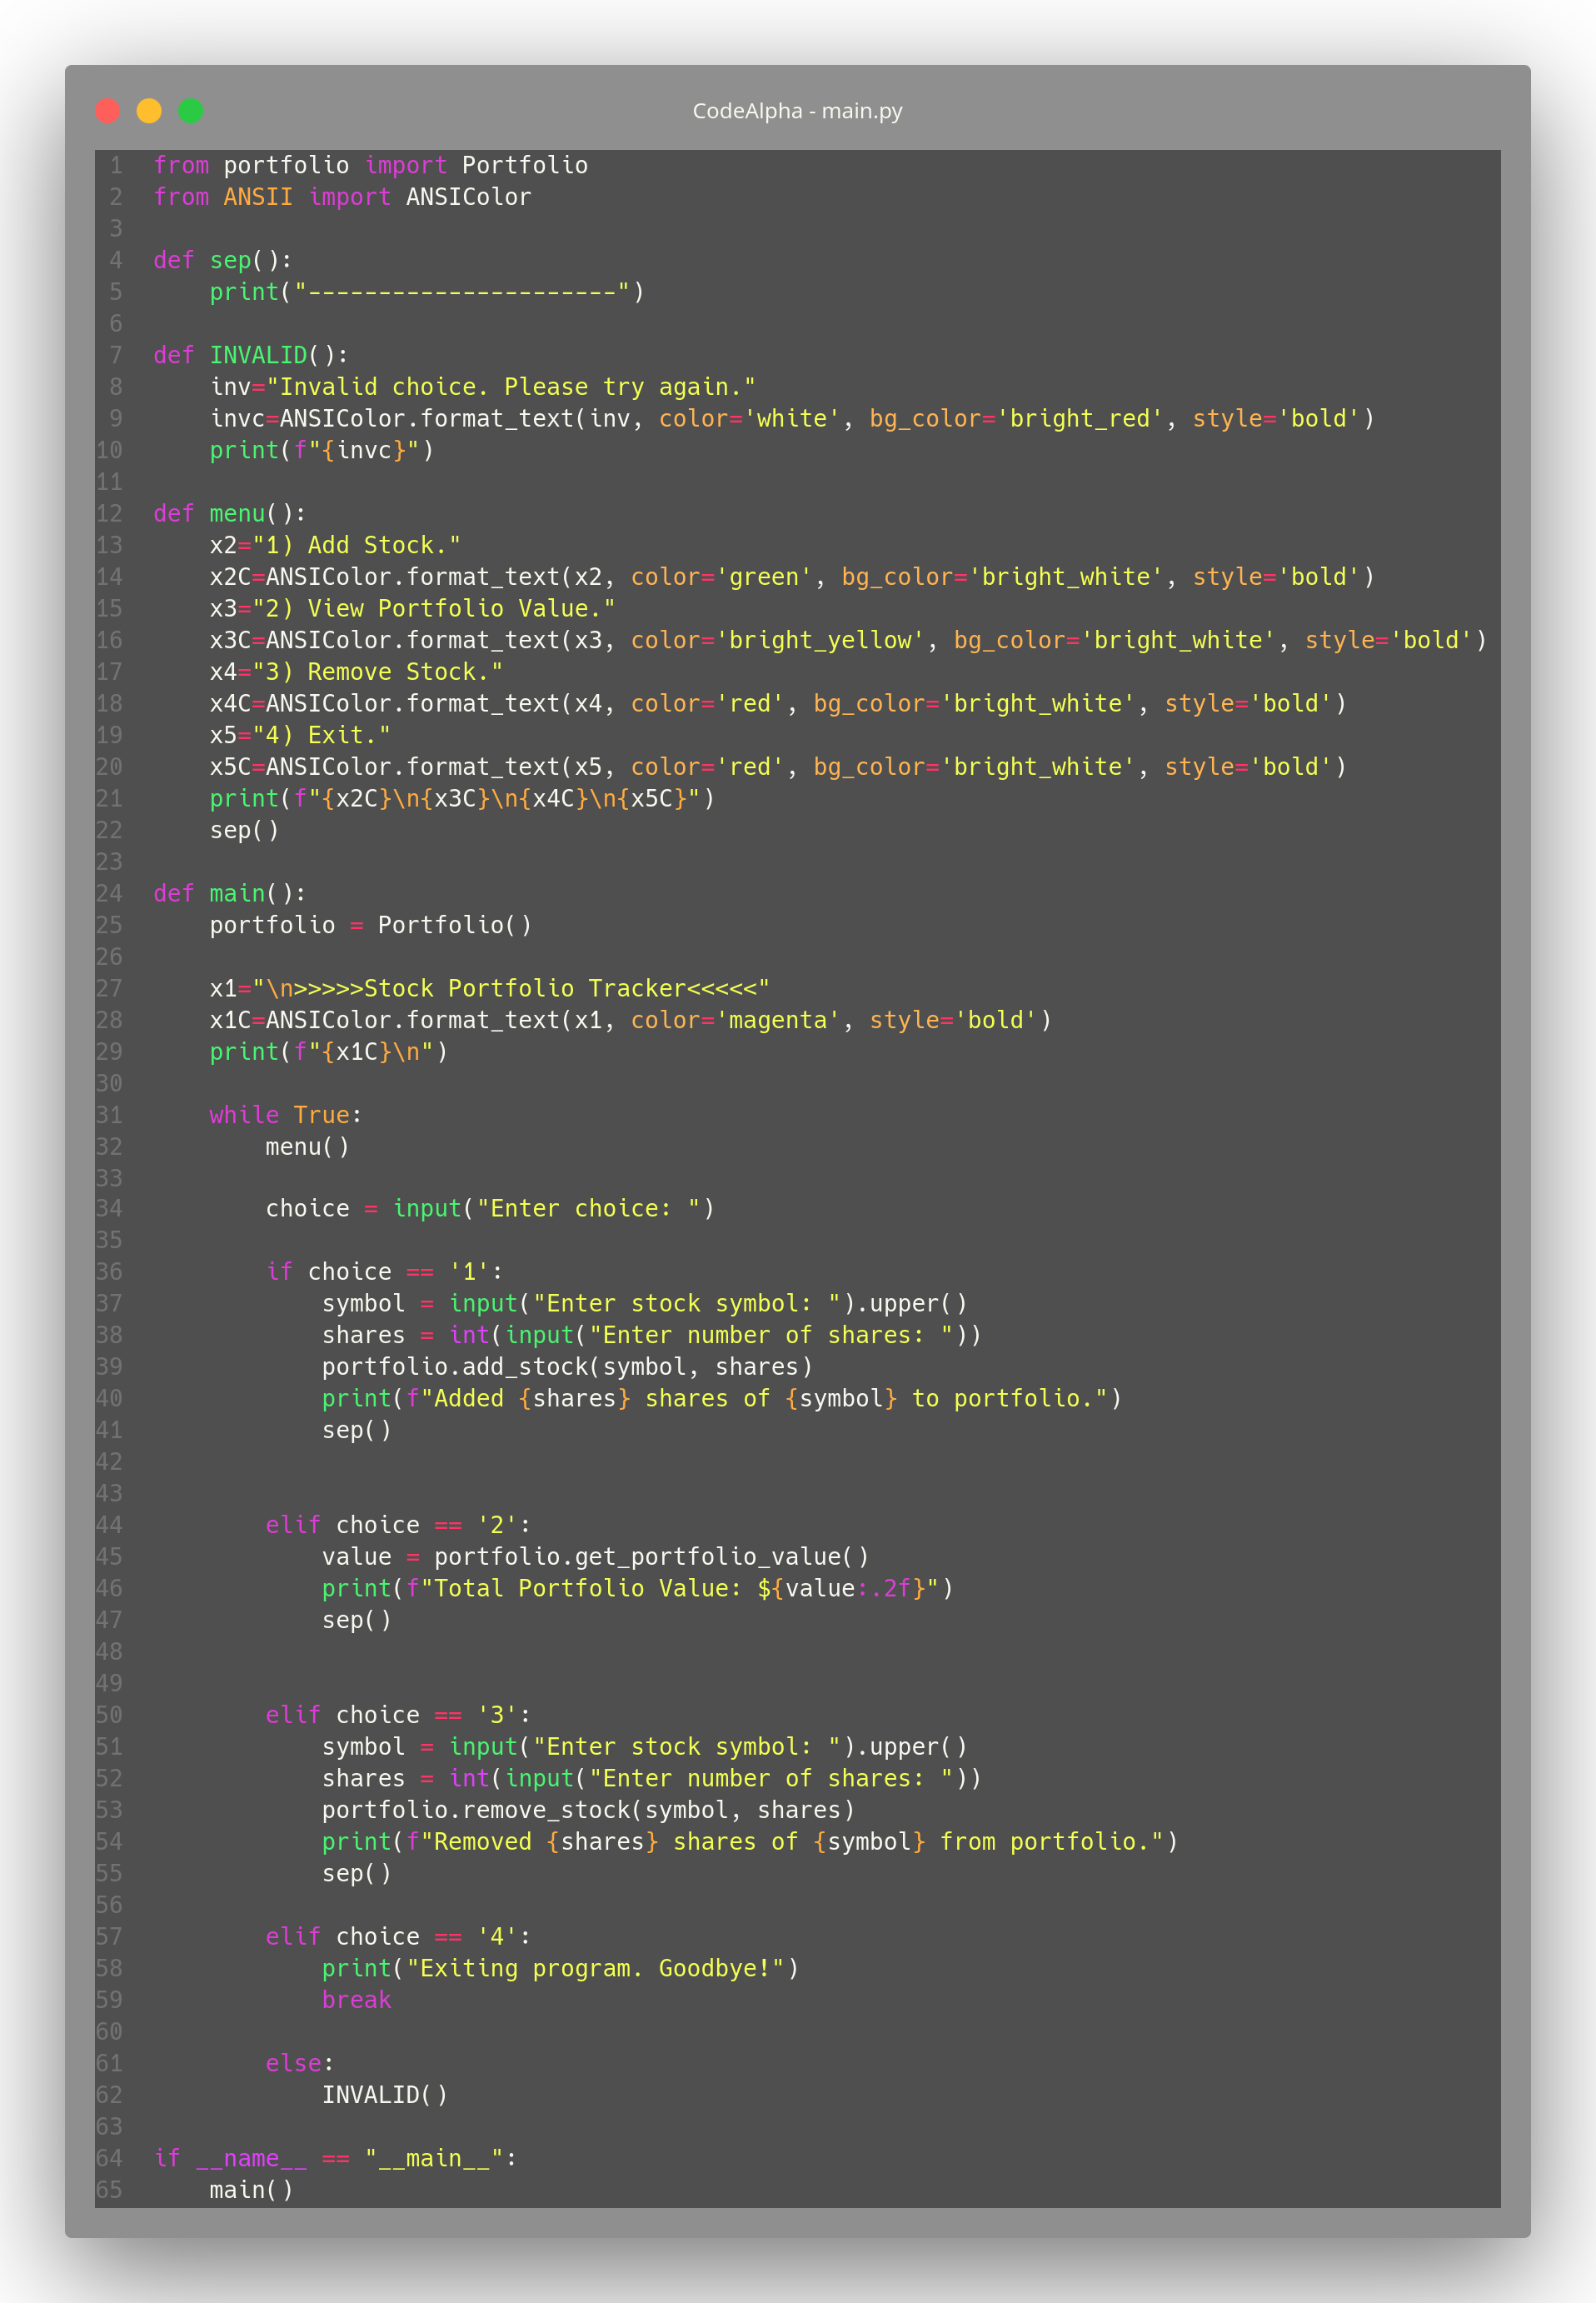 CodeAlpha - main.py
1 from portfolio import Portfolio
2 from ANSII import ANSIColor
3
4 def sep():
5     print("----------------------")
6
7 def INVALID():
8     inv="Invalid choice. Please try again."
9     invc=ANSIColor.format_text(inv, color='white', bg_color='bright_red', style='bold')
10     print(f"{invc}")
11
12 def menu():
13     x2="1) Add Stock."
14     x2C=ANSIColor.format_text(x2, color='green', bg_color='bright_white', style='bold')
15     x3="2) View Portfolio Value."
16     x3C=ANSIColor.format_text(x3, color='bright_yellow', bg_color='bright_white', style='bold')
17     x4="3) Remove Stock."
18     x4C=ANSIColor.format_text(x4, color='red', bg_color='bright_white', style='bold')
19     x5="4) Exit."
20     x5C=ANSIColor.format_text(x5, color='red', bg_color='bright_white', style='bold')
21     print(f"{x2C}\n{x3C}\n{x4C}\n{x5C}")
22     sep()
23
24 def main():
25     portfolio = Portfolio()
26
27     x1="\n>>>>>Stock Portfolio Tracker<<<<<"
28     x1C=ANSIColor.format_text(x1, color='magenta', style='bold')
29     print(f"{x1C}\n")
30
31     while True:
32         menu()
33
34         choice = input("Enter choice: ")
35
36         if choice == '1':
37             symbol = input("Enter stock symbol: ").upper()
38             shares = int(input("Enter number of shares: "))
39             portfolio.add_stock(symbol, shares)
40             print(f"Added {shares} shares of {symbol} to portfolio.")
41             sep()
42
43
44         elif choice == '2':
45             value = portfolio.get_portfolio_value()
46             print(f"Total Portfolio Value: ${value:.2f}")
47             sep()
48
49
50         elif choice == '3':
51             symbol = input("Enter stock symbol: ").upper()
52             shares = int(input("Enter number of shares: "))
53             portfolio.remove_stock(symbol, shares)
54             print(f"Removed {shares} shares of {symbol} from portfolio.")
55             sep()
56
57         elif choice == '4':
58             print("Exiting program. Goodbye!")
59             break
60
61         else:
62             INVALID()
63
64 if __name__ == "__main__":
65     main()